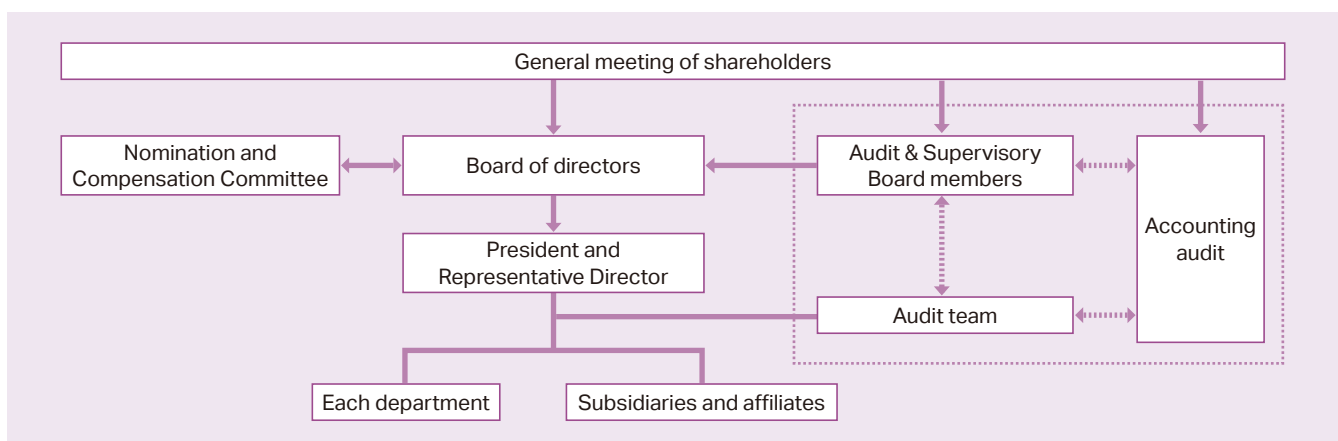 General meeting of shareholders
Nomination and
Compensation Committee
Board of directors
Audit & Supervisory
Board members
Accounting
audit
President and
Representative Director
Audit team
Each department
Subsidiaries and affiliates